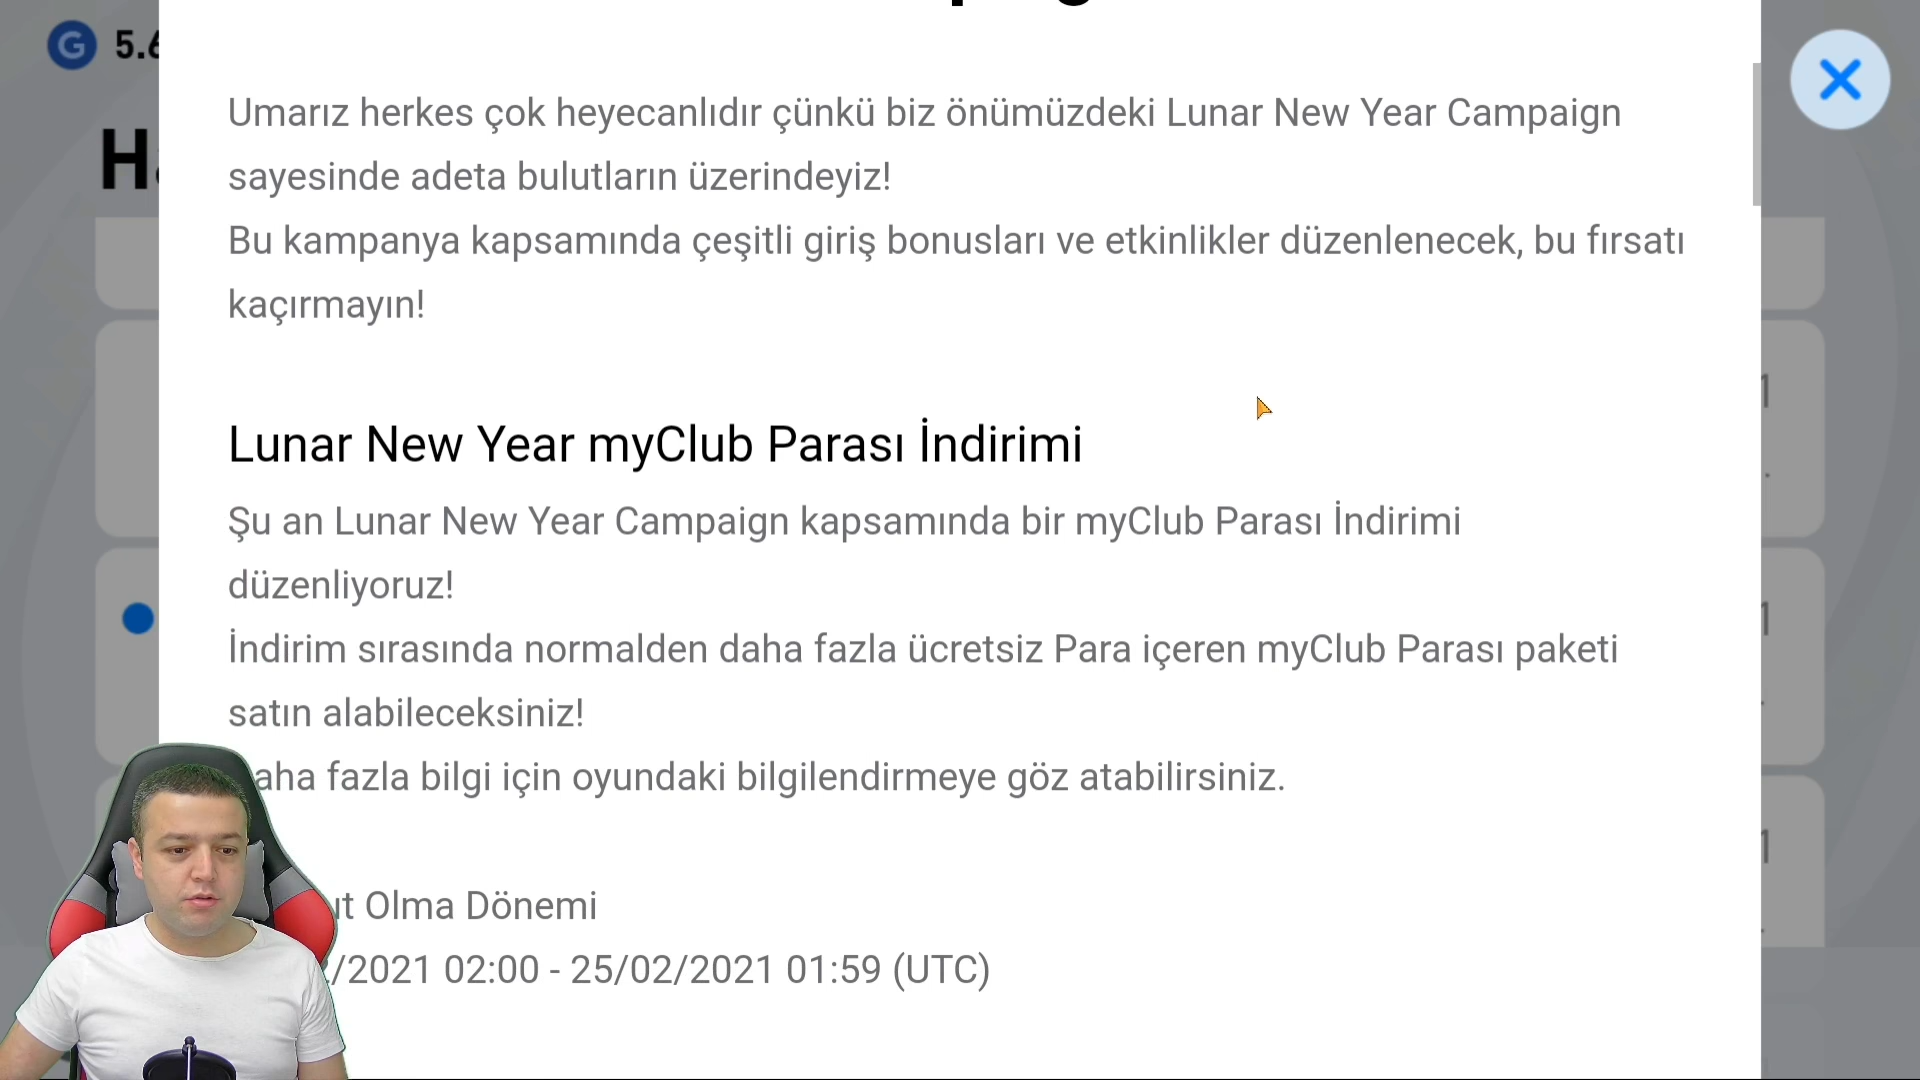 Umarız herkes çok heyecanlıdır çünkü biz önümüzdeki Lunar New Year Campaign
sayesinde adeta bulutların üzerindeyiz!
Bu kampanya kapsamında çeşitli giriş bonusları ve etkinlikler düzenlenecek, bu fırsatı
kaçırmayın!
Lunar New Year myClub Parası İndirimi
Şu an Lunar New Year Campaign kapsamında bir myClub Parası İndirimi
düzenliyoruz!
İndirim sırasında normalden daha fazla ücretsiz Para içeren myClub Parası paketi
satın alabileceksiniz!
fazla bilgi için oyundaki bilgilendirmeye göz atabilirsiniz.
Olma Dönemi
/2021 02:00 - 25/02/2021 01:59 (UTC)